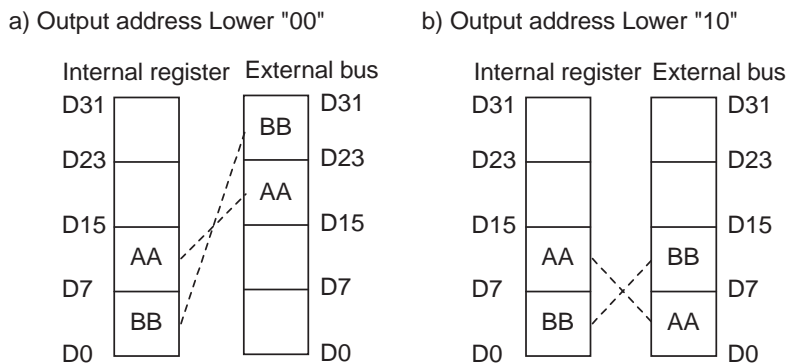 a) Output address Lower "00"
b) Output address Lower "10"
Internal register External bus
D31
D23
D15
D7
D0
AA
BB
BB
AA
D31
D23
D15
D7
D0
Internal register External bus
D31
D23
D15
D7
D0
AA
BB
BB
AA
D31
D23
D15
D7
D0